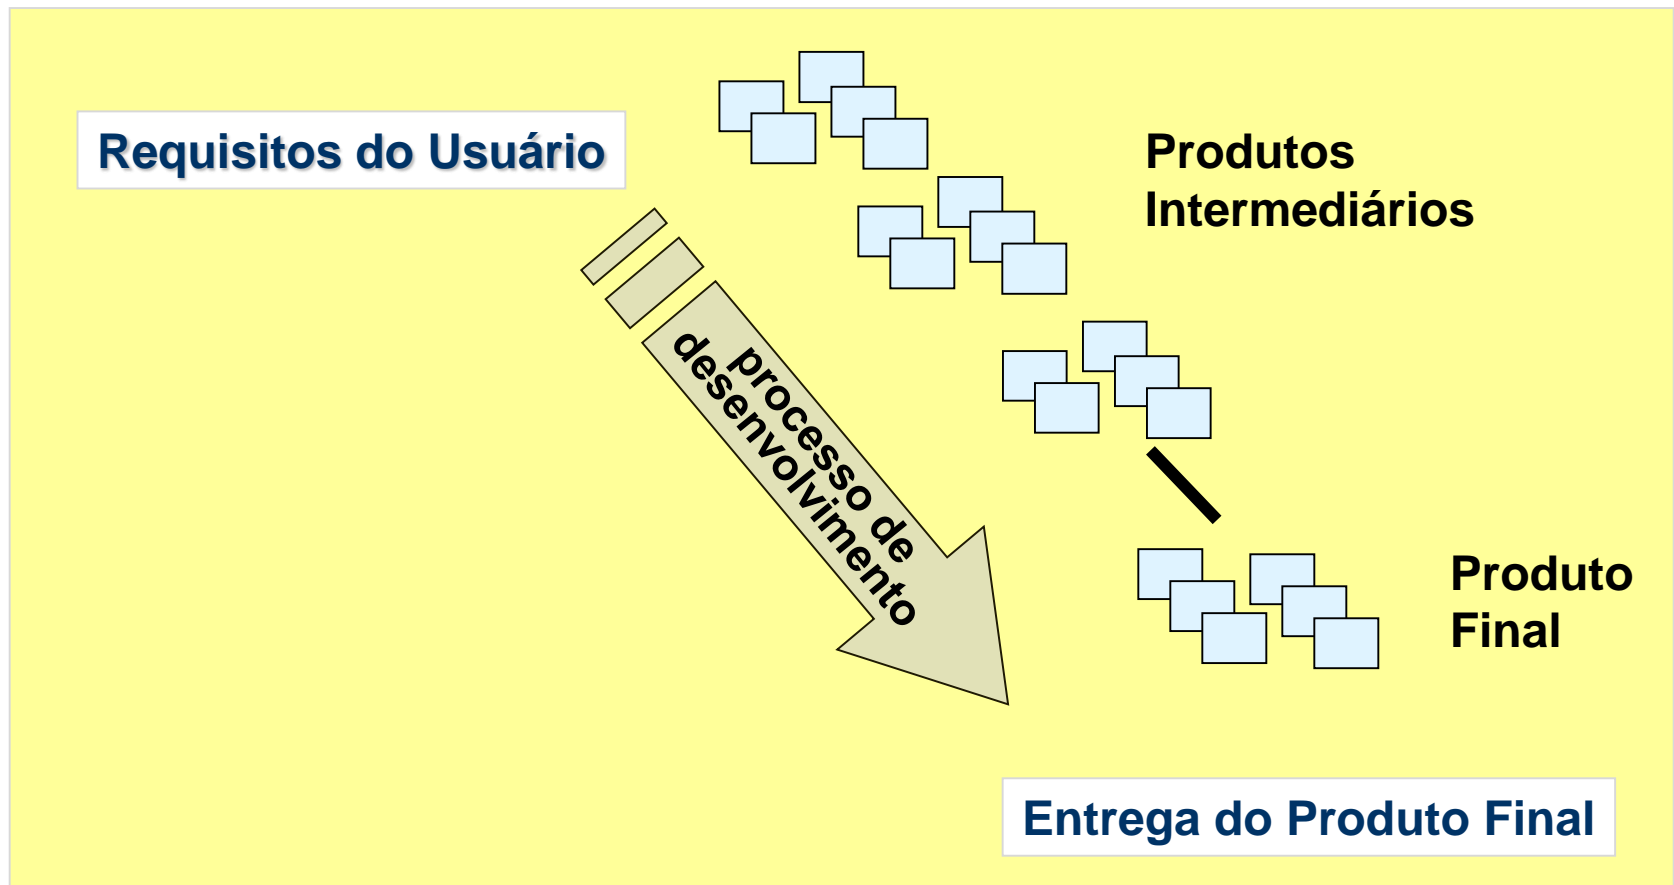 Requisitos do Usuário
Produtos
Intermediários
processo de
desenvolvimento
Produto
Final
Entrega do Produto Final